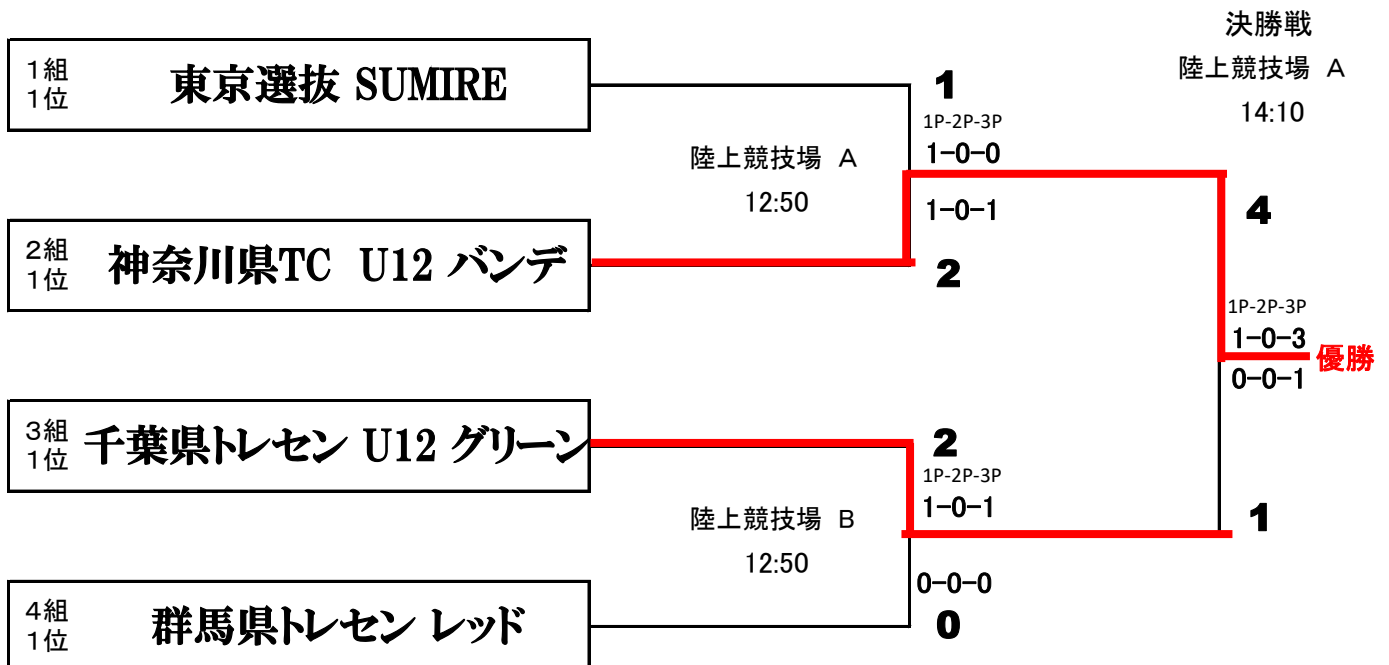 決勝戦
陸上競技場 A
14:10
1組
1位
東京選抜 SUMIRE
1
1P-2P-3P
1-0-0
陸上競技場 A
12:50
1-0-1
2組
1位
神奈川県TC U12 バンデ
2
4
1P-2P-3P
1-0-3
優勝
0-0-1
3組
1位
千葉県トレセン U12 グリーン
2
1P-2P-3P
1-0-1
陸上競技場 B
12:50
1
0-0-0
4組
1位
群馬県トレセン レッド
0